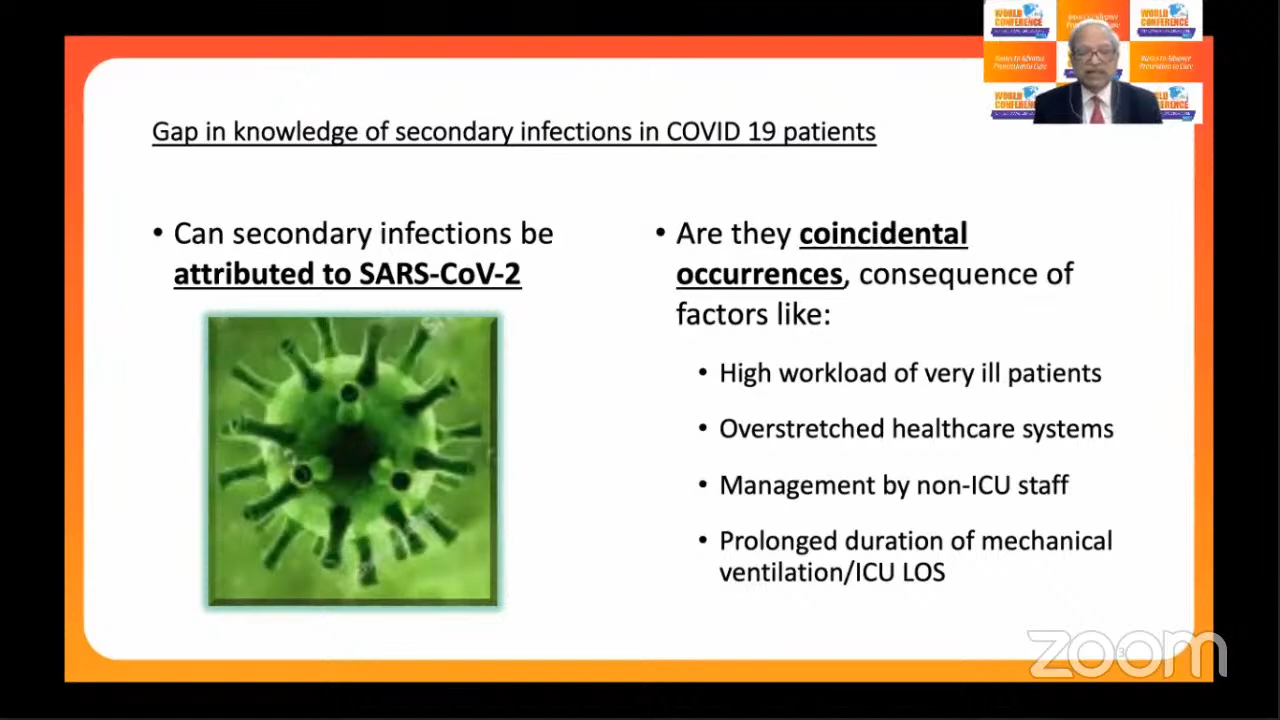 Gap in knowledge of secondary infections in COVID 19 patients
• Can secondary infections be
attributed to SARS-CoV-2
• Are they coincidental
occurrences, consequence of
factors like:
• High workload of very ill patients
• Overstretched healthcare systems
• Management by non-ICU staff
• Prolonged duration of mechanical
ventilation/ICU LOS
3
zoom
WORLD
CONFERENCE
WORLD
CONFERENCE
WORLD
CONFERENCE
WORLD
CONFERENCE